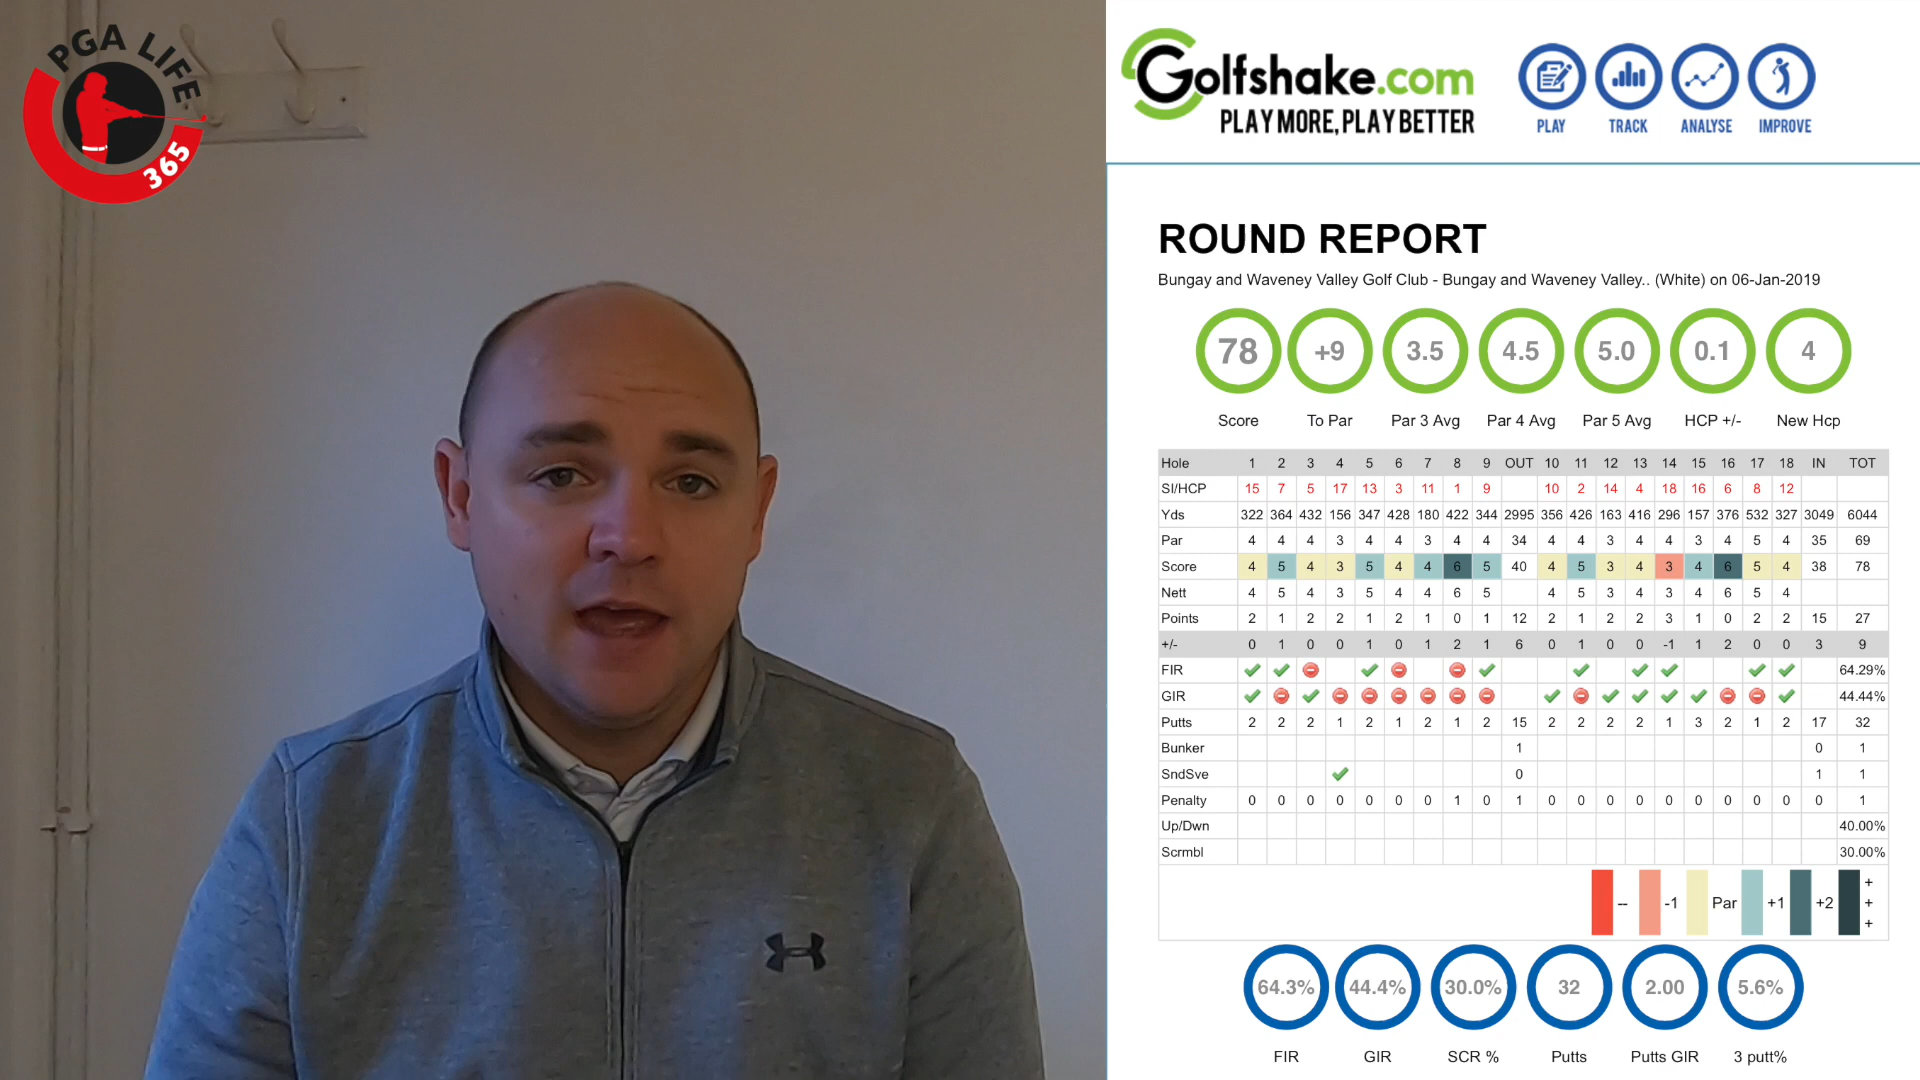 PGA LIFE
365
Golfshake.com
PLAY MORE, PLAY BETTER
PLAY TRACK ANALYSE IMPROVE
ROUND REPORT
Bungay and Waveney Valley Golf Club - Bungay and Waveney Valley.. (White) on 06-Jan-2019
78 +9 3.5 4.5 5.0 0.1 4
Score To Par Par 3 Avg Par 4 Avg Par 5 Avg HCP +/- New Hcp
Hole 1 2 3 4 5 6 7 8 9 OUT 10 11 12 13 14 15 16 17 18 IN TOT
SI/HCP 15 7 5 17 13 3 11 1 9 10 2 14 4 18 16 6 8 12
Yds 322 364 432 156 347 428 180 422 344 2995 356 426 163 416 296 157 376 532 327 3049 6044
Par 4 4 4 3 4 4 3 4 4 34 4 4 3 4 4 3 4 5 4 35 69
Score 4 5 4 3 5 4 4 6 5 40 4 5 3 4 3 4 6 5 4 38 78
Nett 4 5 4 3 5 4 4 6 5 4 5 3 4 3 4 6 5 4
Points 2 1 2 2 1 2 1 0 1 12 2 1 2 2 3 1 0 2 2 15 27
+/- 0 1 0 0 1 0 1 2 1 6 0 1 0 0 -1 1 2 0 0 3 9
FIR 64.29%
GIR 44.44%
Putts 2 2 2 1 2 1 2 1 2 15 2 2 2 2 1 3 2 1 2 17 32
Bunker 1 0 1
SndSve 0 1 1
Penalty 0 0 0 0 0 0 0 1 0 1 0 0 0 0 0 0 0 0 0 0 1
Up/Dwn 40.00%
Scrmbl 30.00%
-- -1 Par +1 +2 +
+
+
64.3% 44.4% 30.0% 32 2.00 5.6%
FIR GIR SCR % Putts Putts GIR 3 putt%